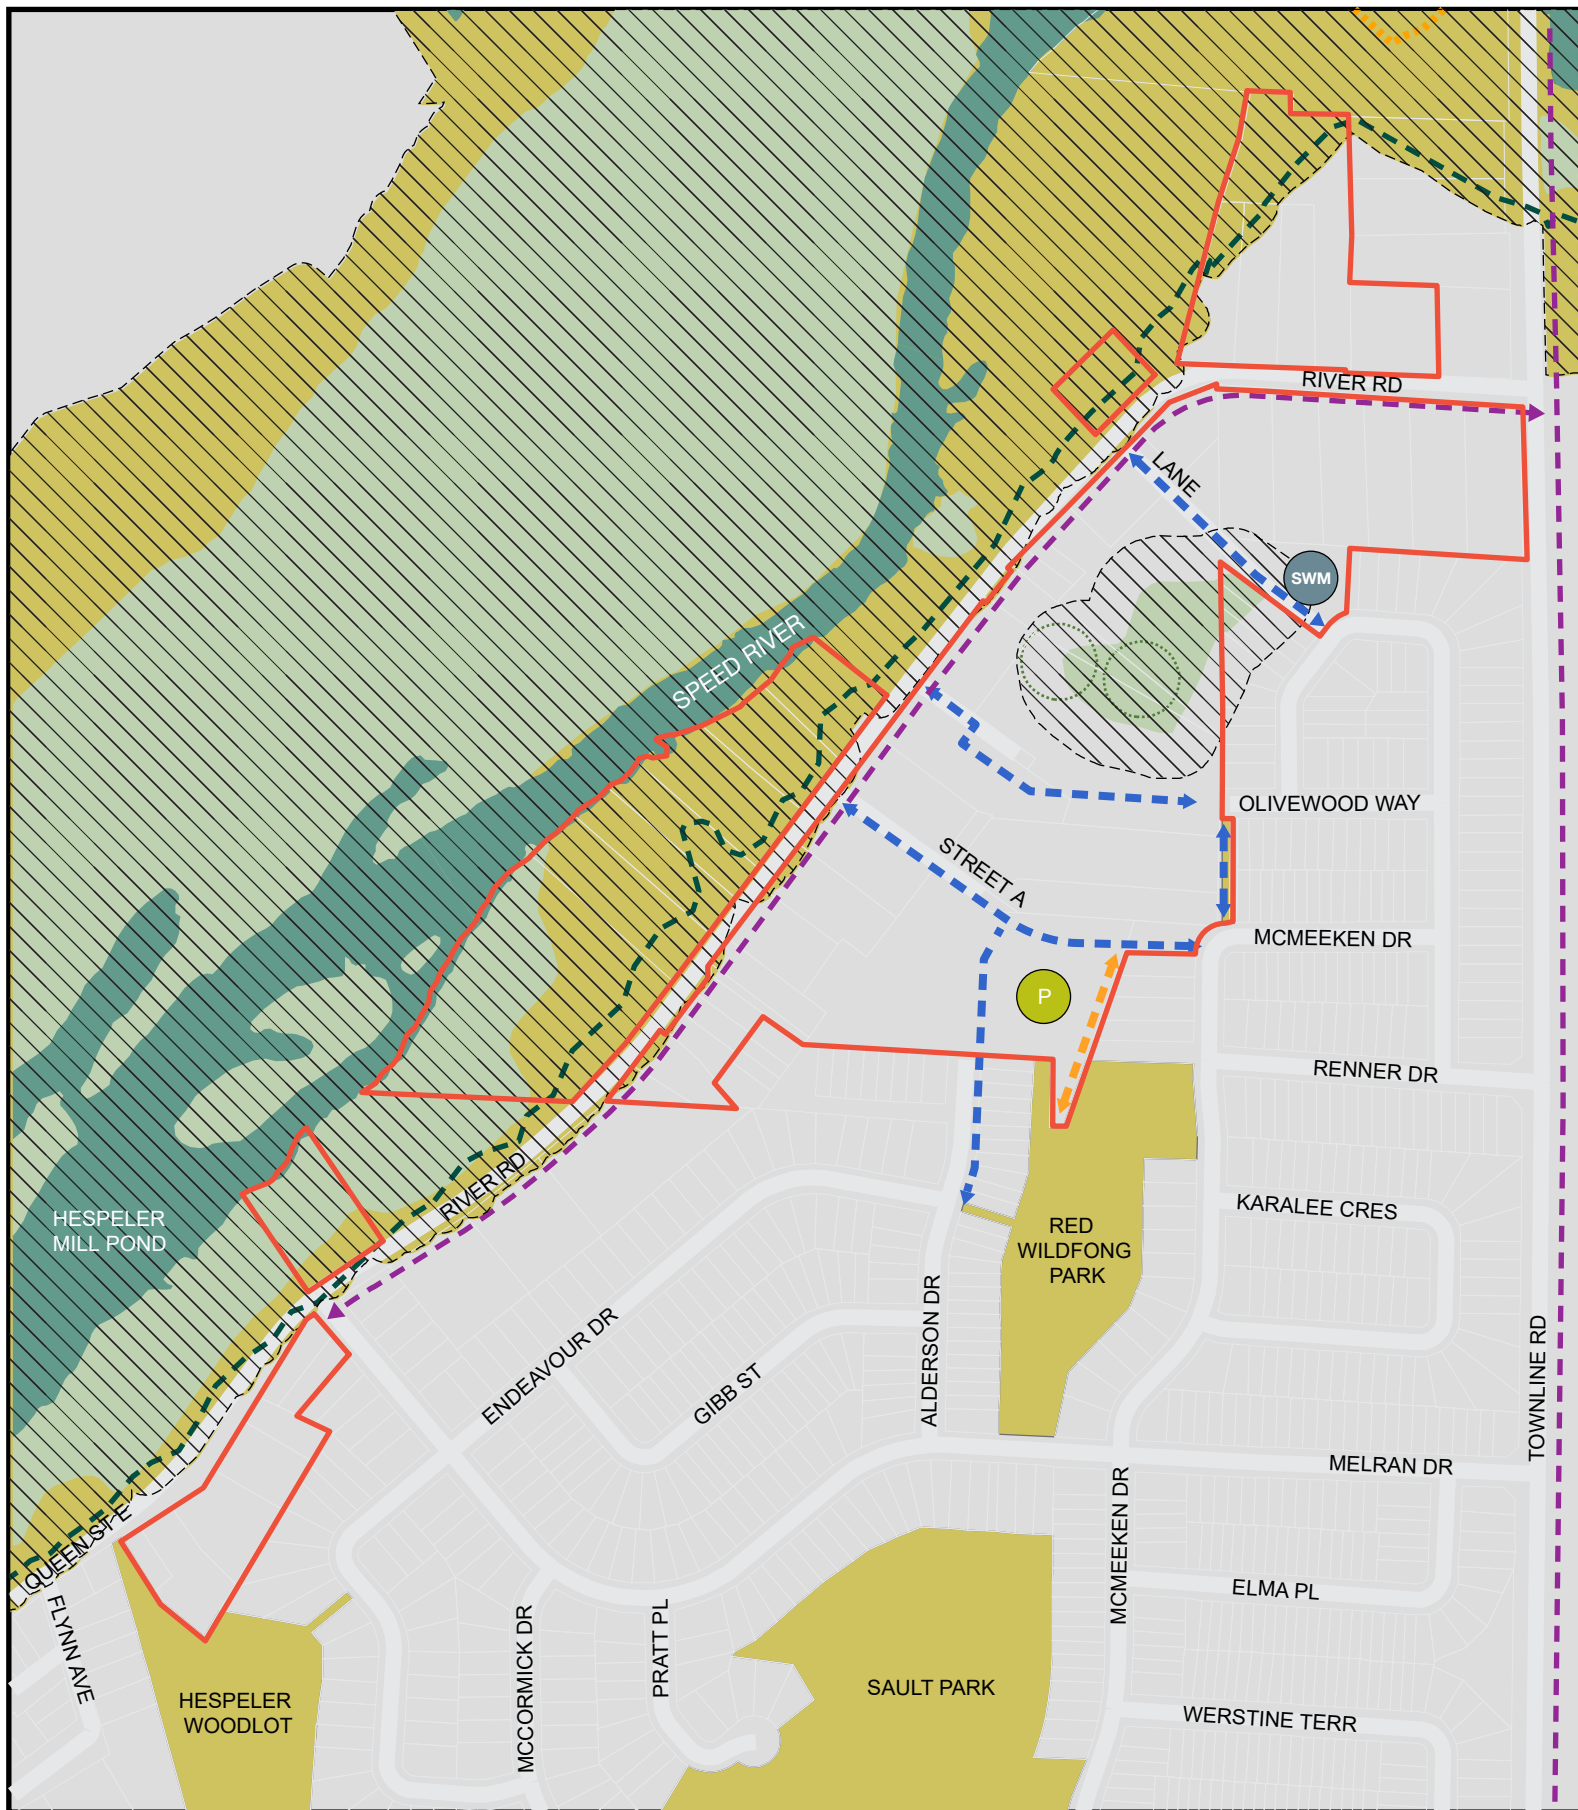 RIVER RD
LANE
SWM
SPEED RIVER
OLIVEWOOD WAY
STREET A
MCMEEKEN DR
P
RENNER DR
RIVER RD
KARALEE CRES
HESPELER
MILL POND
RED
WILDFONG
PARK
ENDEAVOUR DR
GIBB ST
ALDERSON DR
TOWNLINE RD
MELRAN DR
QUEEN ST E
MCMEEKEN DR
ELMA PL
FLYNN AVE
MCCORMICK DR
PRATT PL
SAULT PARK
HESPELER
WOODLOT
WERSTINE TERR